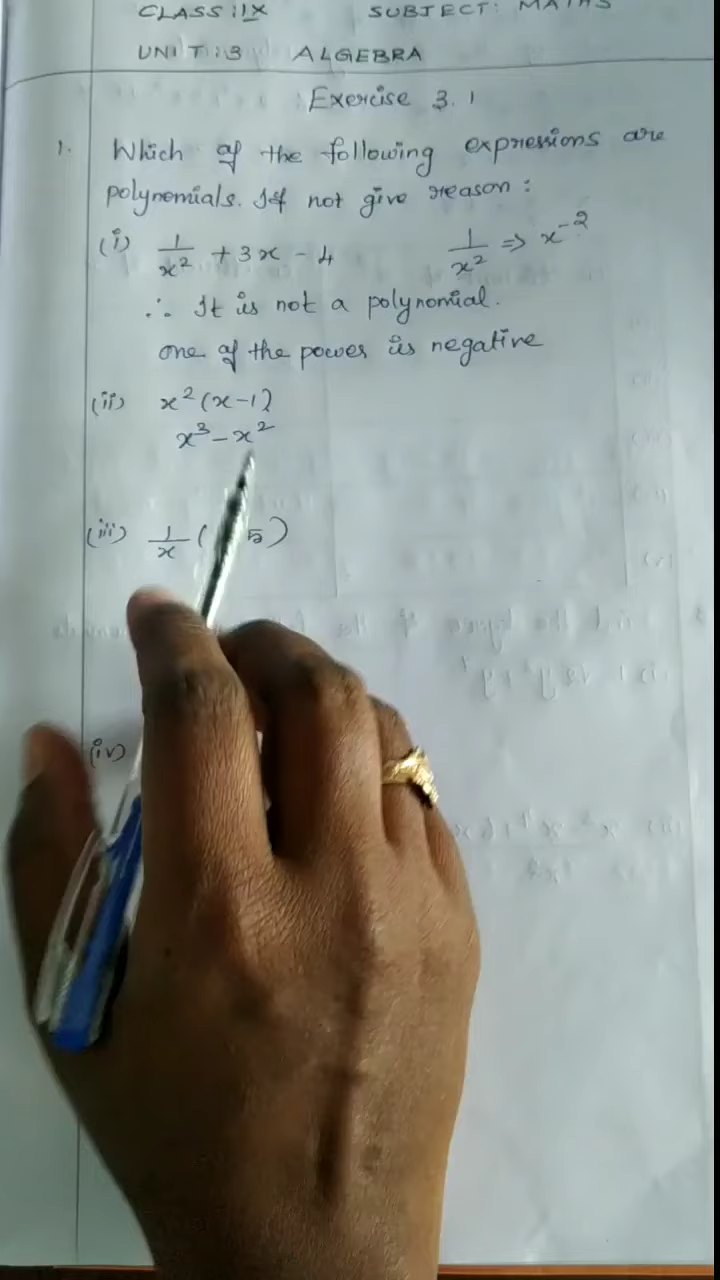 CLASS: IX SUBJECT: MATHS
UNIT: 3 ALGEBRA
Exercise 3.1
1. Which of the following expressions are
polynomials. If not give reason :
(i) 1/x² + 3x - 4 1/x² => x⁻²
∴ It is not a polynomial.
one of the power is negative
(ii) x²(x-1)
x³ - x²
(iii) 1/x ( 5)
(iv)